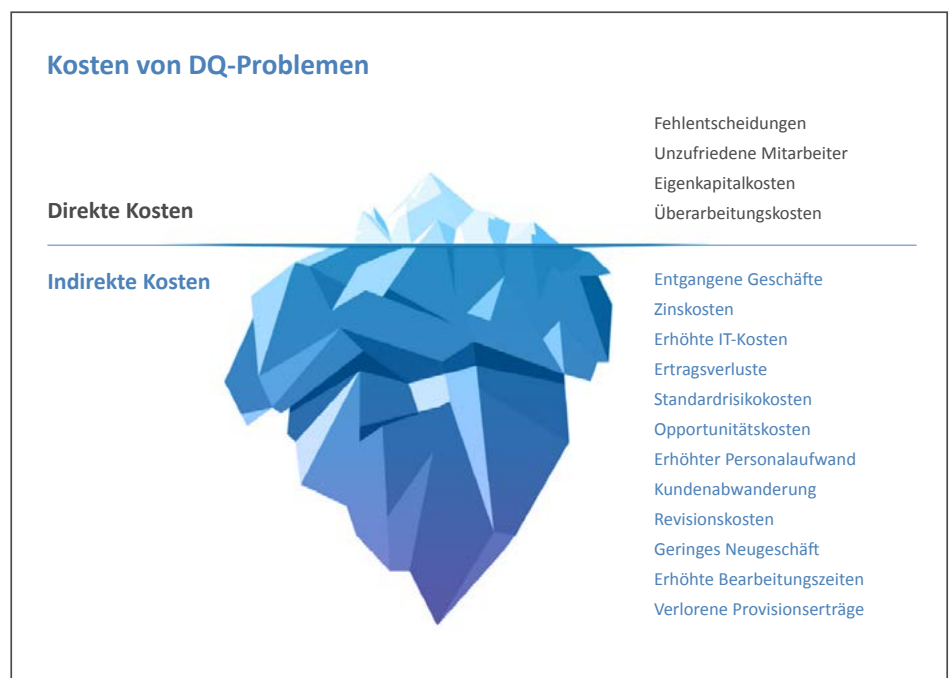 Kosten von DQ-Problemen
Direkte Kosten
Fehlentscheidungen
Unzufriedene Mitarbeiter
Eigenkapitalkosten
Überarbeitungskosten
Indirekte Kosten
Entgangene Geschäfte
Zinskosten
Erhöhte IT-Kosten
Ertragsverluste
Standardrisikokosten
Opportunitätskosten
Erhöhter Personalaufwand
Kundenabwanderung
Revisionskosten
Geringes Neugeschäft
Erhöhte Bearbeitungszeiten
Verlorene Provisionserträge